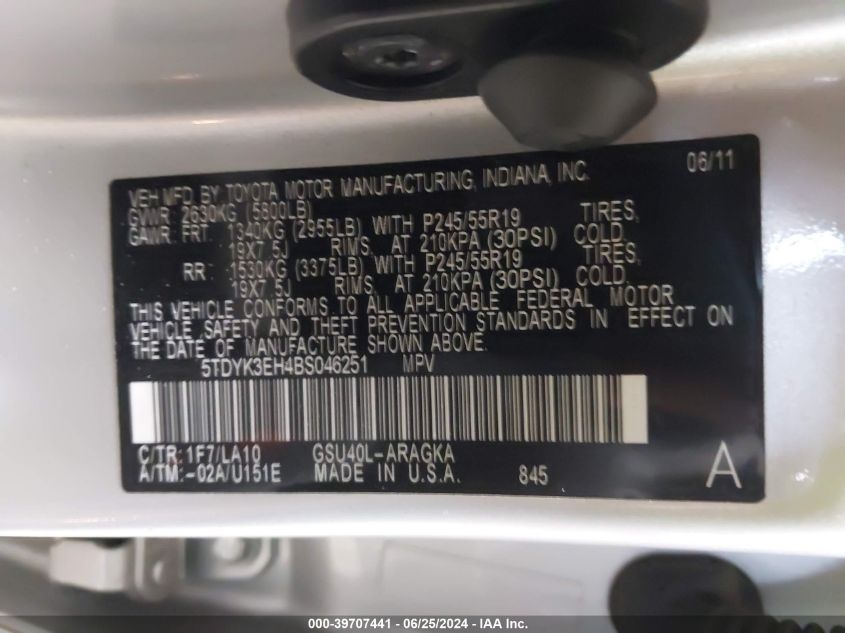 VEH MFD BY TOYOTA MOTOR MANUFACTURING, INDIANA, INC. 06/11
GVWR 2630KG (5800LB)
GAWR FRT 1340KG (2955LB) WITH P245/55R19 TIRES,
19X7.5J RIMS, AT 210KPA (30PSI) COLD.
RR 1530KG (3375LB) WITH P245/55R19 TIRES,
19X7.5J RIMS, AT 210KPA (30PSI) COLD.
THIS VEHICLE CONFORMS TO ALL APPLICABLE FEDERAL MOTOR
VEHICLE SAFETY AND THEFT PREVENTION STANDARDS IN EFFECT ON
THE DATE OF MANUFACTURE SHOWN ABOVE.
5TDYK3EH4BS046251 MPV
C/TR: 1F7/LA10 GSU40L-ARAGKA
A/TM: -02A/U151E MADE IN U.S.A. 845 A
000-39707441 - 06/25/2024 - IAA Inc.